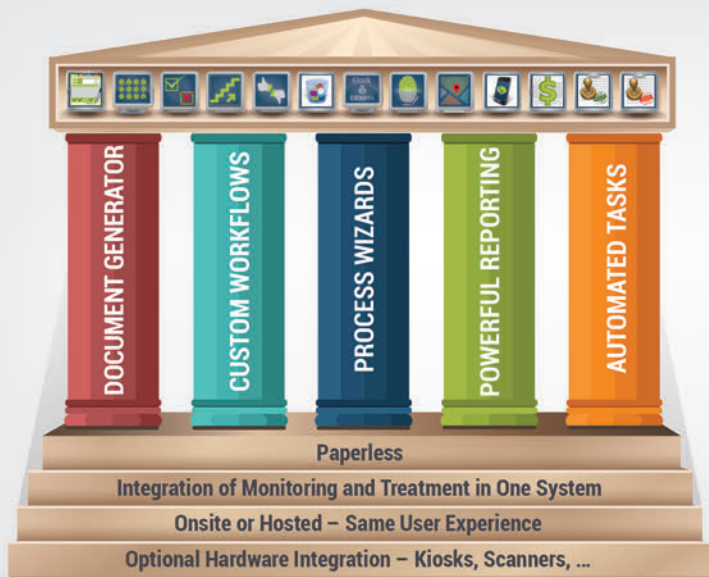 Kiosk
&
DOCUMENT GENERATOR
CUSTOM WORKFLOWS
PROCESS WIZARDS
POWERFUL REPORTING
AUTOMATED TASKS
Paperless
Integration of Monitoring and Treatment in One System
Onsite or Hosted – Same User Experience
Optional Hardware Integration – Kiosks, Scanners, ...